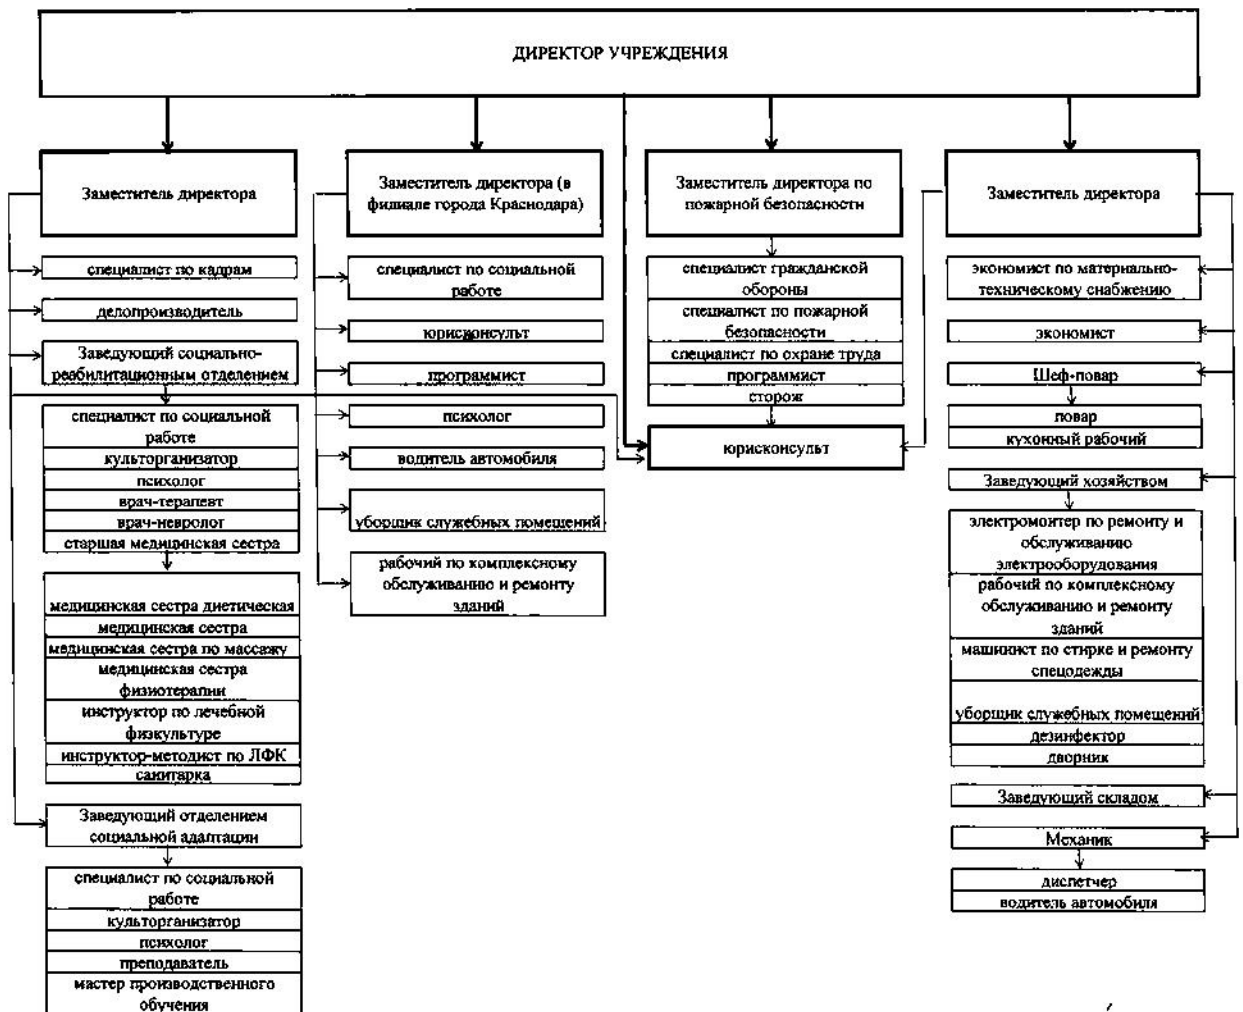 ДИРЕКТОР УЧРЕЖДЕНИЯ
Заместитель директора
специалист по кадрам
делопроизводитель
Заведующий социально-
реабилитационным отделением
специалист по социальной
работе
культорганизатор
психолог
врач-терапевт
врач-невролог
старшая медицинская сестра
медицинская сестра диетическая
медицинская сестра
медицинская сестра по массажу
медицинская сестра
физиотерапии
инструктор по лечебной
физкультуре
инструктор-методист по ЛФК
санитарка
Заведующий отделением
социальной адаптации
специалист по социальной
работе
культорганизатор
психолог
преподаватель
мастер производственного
обучения
Заместитель директора (в
филиале города Краснодара)
специалист по социальной
работе
юрисконсульт
программист
психолог
водитель автомобиля
уборщик служебных помещений
рабочий по комплексному
обслуживанию и ремонту
зданий
Заместитель директора по
пожарной безопасности
специалист гражданской
обороны
специалист по пожарной
безопасности
специалист по охране труда
программист
сторож
юрисконсульт
Заместитель директора
экономист по материально-
техническому снабжению
экономист
Шеф-повар
повар
кухонный рабочий
Заведующий хозяйством
электромонтер по ремонту и
обслуживанию
электрооборудования
рабочий по комплексному
обслуживанию и ремонту
зданий
машинист по стирке и ремонту
спецодежды
уборщик служебных помещений
дезинфектор
дворник
Заведующий складом
Механик
диспетчер
водитель автомобиля